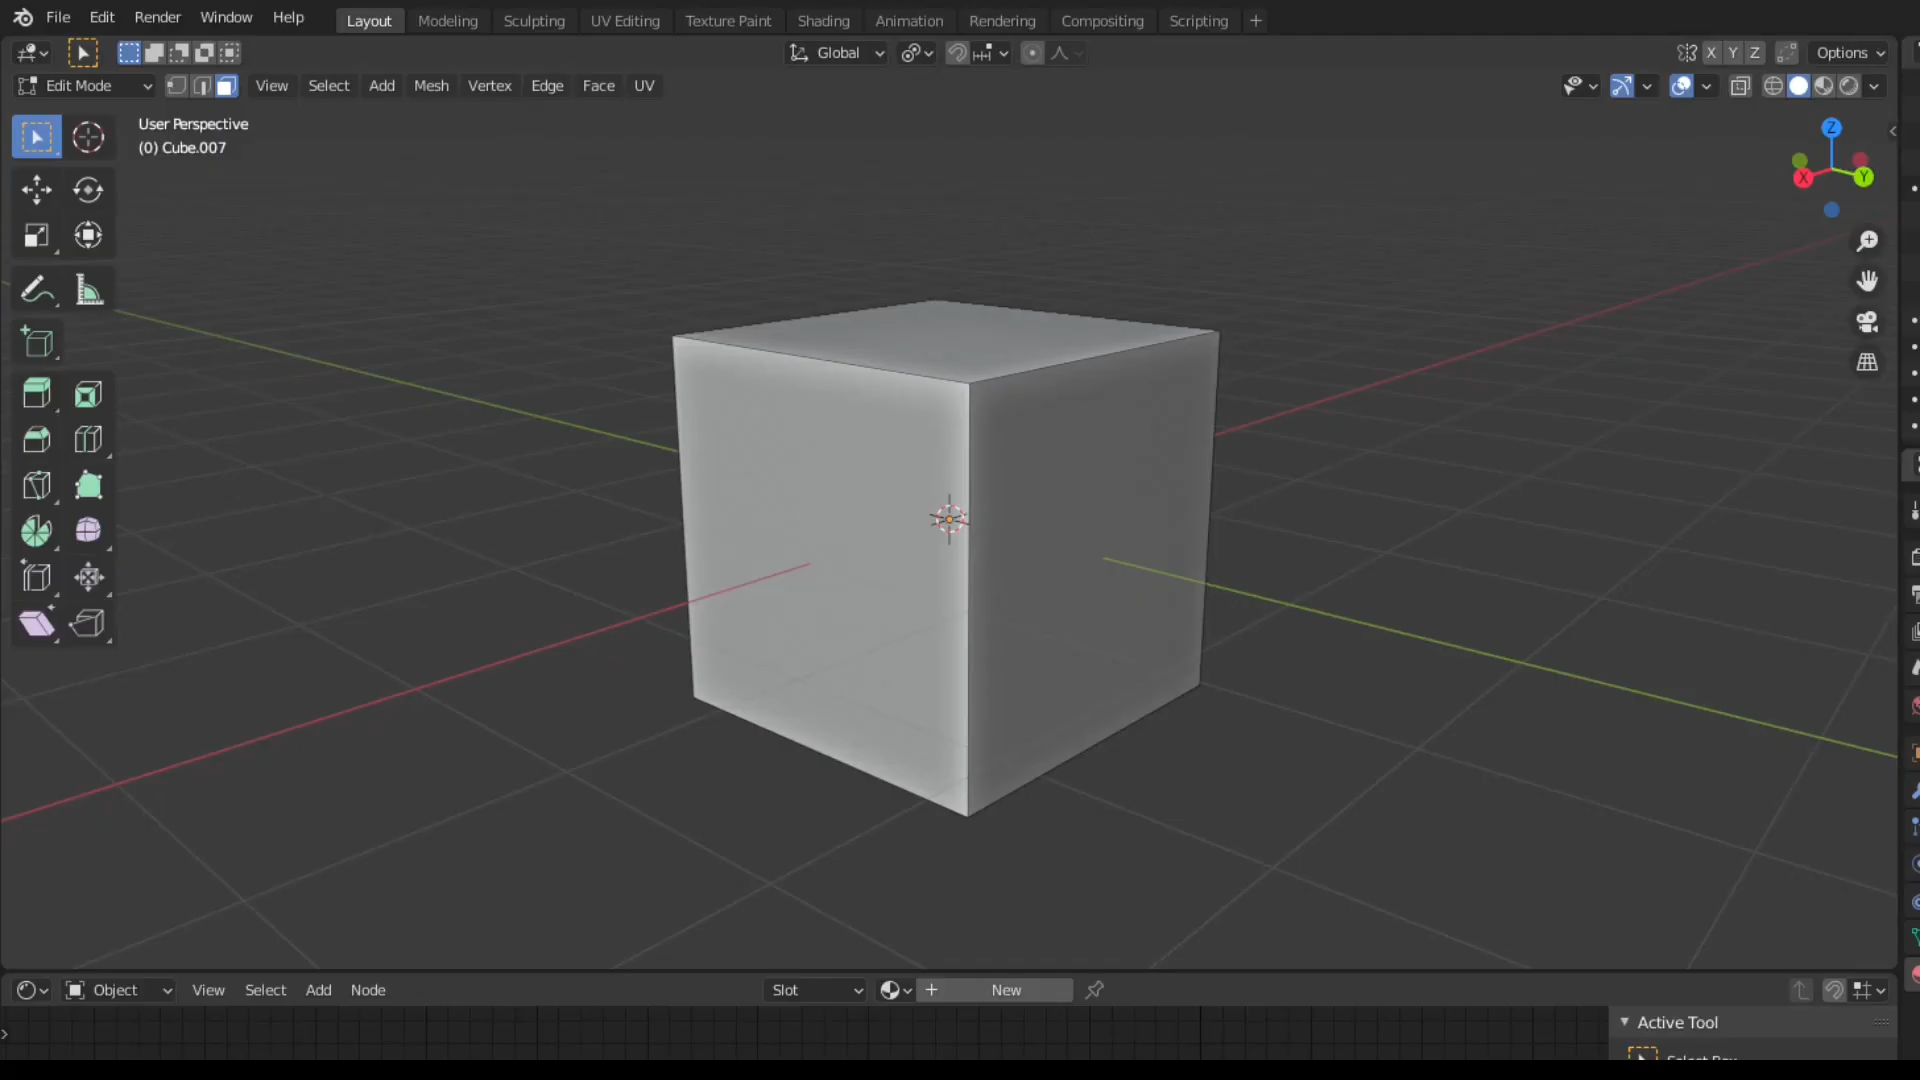 File Edit Render Window Help Layout Modeling Sculpting UV Editing Texture Paint Shading Animation Rendering Compositing Scripting +
Global X Y Z Options
Edit Mode View Select Add Mesh Vertex Edge Face UV
User Perspective
(0) Cube.007
Z
X
Y
Object View Select Add Node Slot + New
Active Tool
Select Box